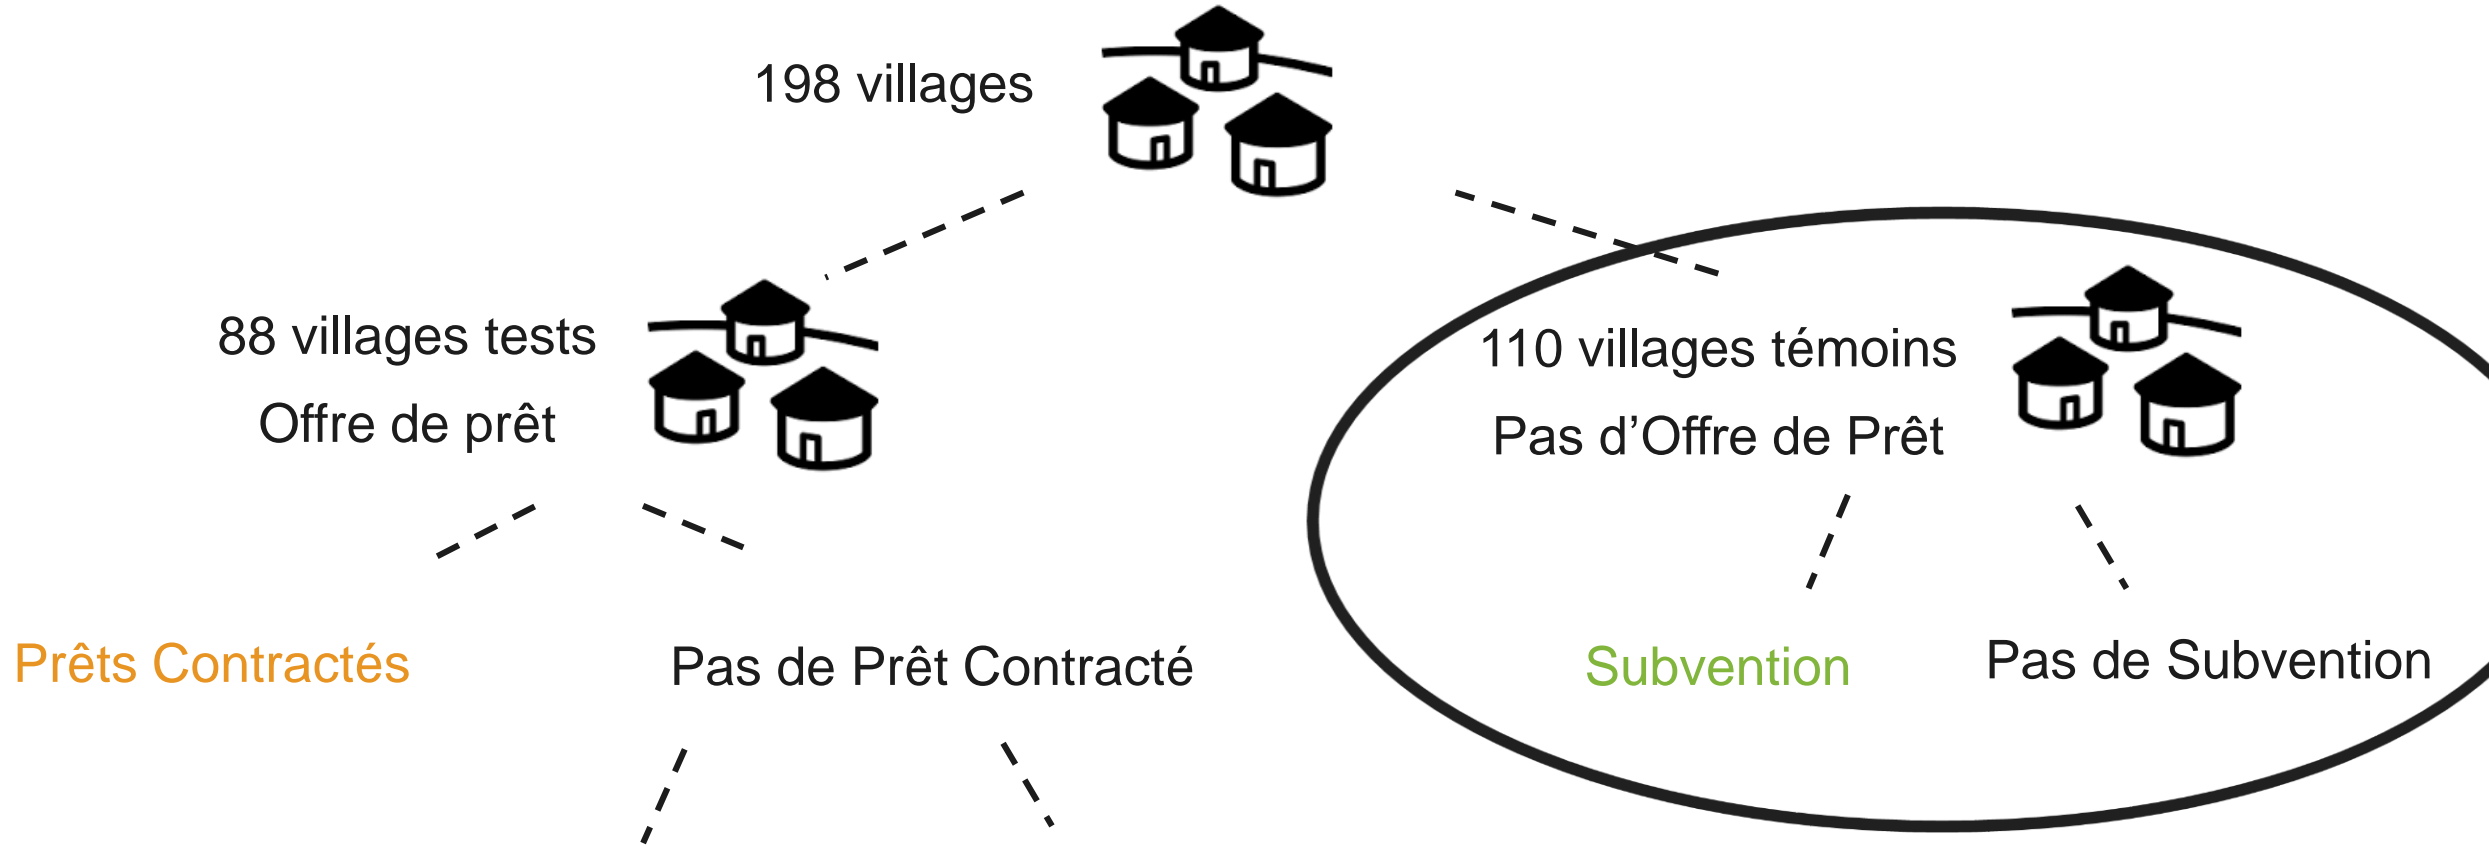 198 villages
88 villages tests
Offre de prêt
110 villages témoins
Pas d’Offre de Prêt
Prêts Contractés
Pas de Prêt Contracté
Subvention
Pas de Subvention